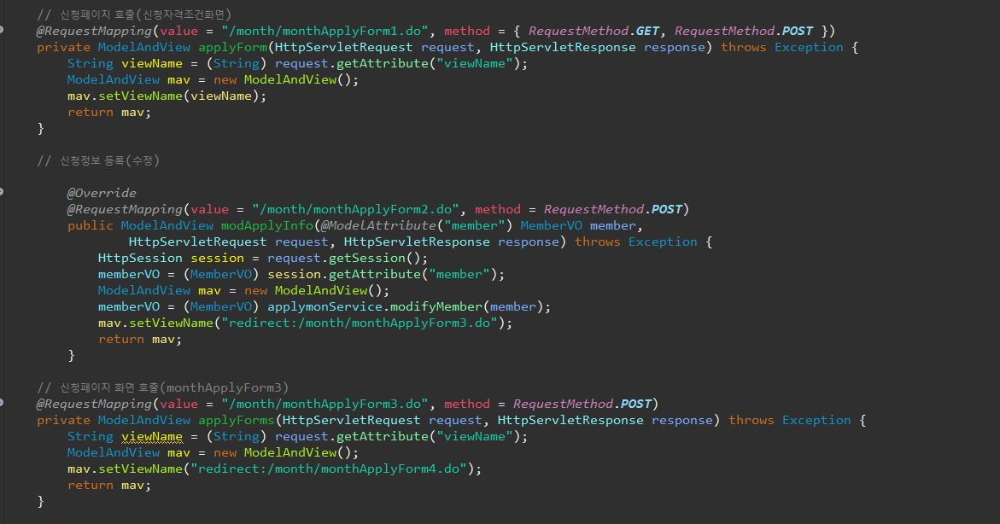 // 신청페이지 호출(신청자격조건화면)
@RequestMapping(value = "/month/monthApplyForm1.do", method = { RequestMethod.GET, RequestMethod.POST })
private ModelAndView applyForm(HttpServletRequest request, HttpServletResponse response) throws Exception {
String viewName = (String) request.getAttribute("viewName");
ModelAndView mav = new ModelAndView();
mav.setViewName(viewName);
return mav;
}
// 신청정보 등록(수정)
@Override
@RequestMapping(value = "/month/monthApplyForm2.do", method = RequestMethod.POST)
public ModelAndView modApplyInfo(@ModelAttribute("member") MemberVO member,
HttpServletRequest request, HttpServletResponse response) throws Exception {
HttpSession session = request.getSession();
memberVO = (MemberVO) session.getAttribute("member");
ModelAndView mav = new ModelAndView();
memberVO = (MemberVO) applymonService.modifyMember(member);
mav.setViewName("redirect:/month/monthApplyForm3.do");
return mav;
}
// 신청페이지 화면 호출(monthApplyForm3)
@RequestMapping(value = "/month/monthApplyForm3.do", method = RequestMethod.POST)
private ModelAndView applyForms(HttpServletRequest request, HttpServletResponse response) throws Exception {
String viewName = (String) request.getAttribute("viewName");
ModelAndView mav = new ModelAndView();
mav.setViewName("redirect:/month/monthApplyForm4.do");
return mav;
}